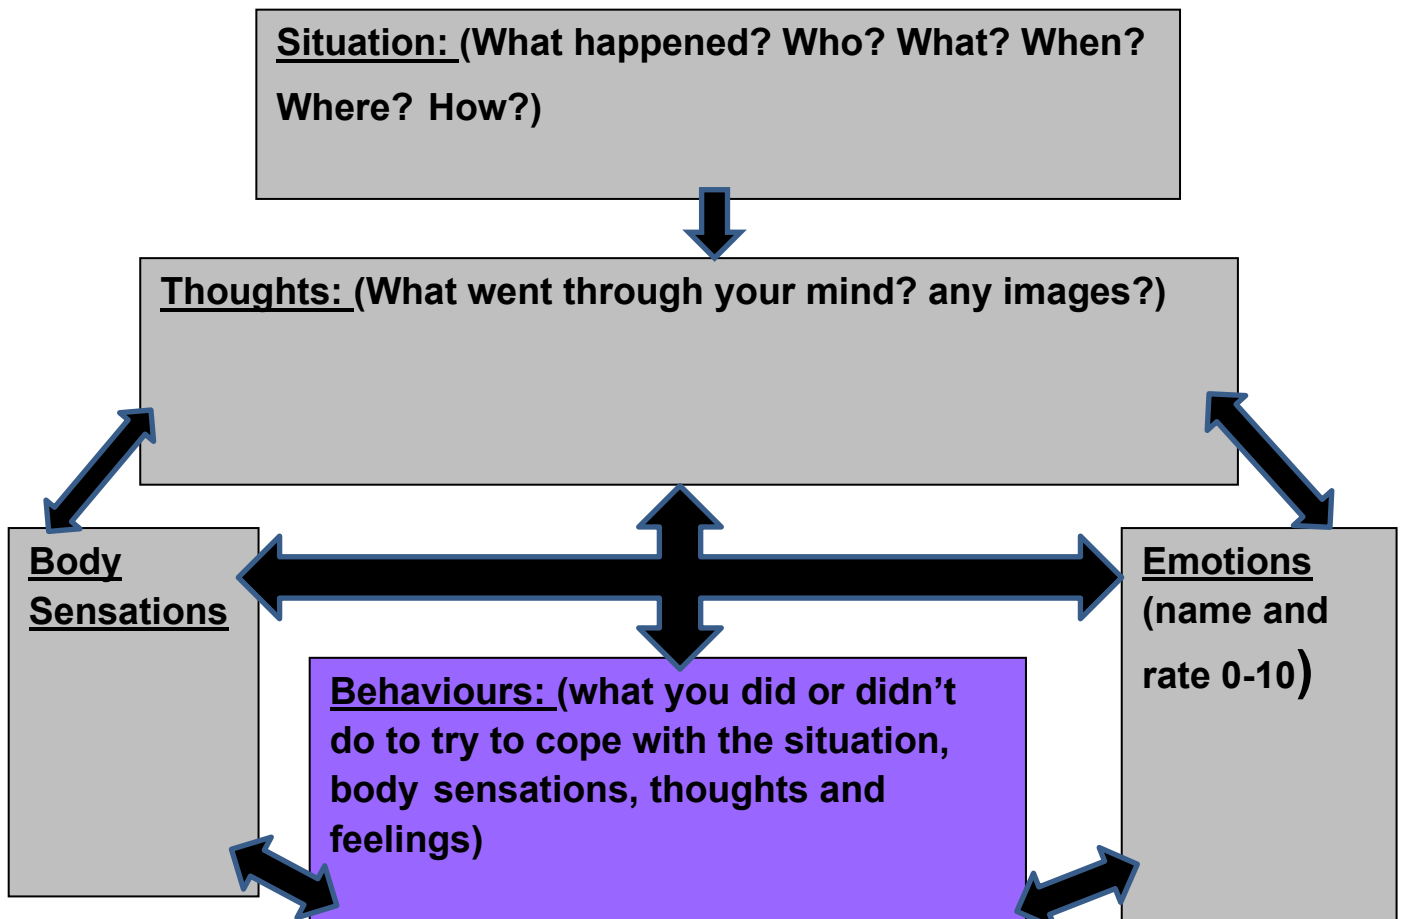 Situation: (What happened? Who? What? When?
Where? How?)
Thoughts: (What went through your mind? any images?)
Body
Sensations
Emotions
(name and
rate 0-10)
Behaviours: (what you did or didn’t
do to try to cope with the situation,
body sensations, thoughts and
feelings)